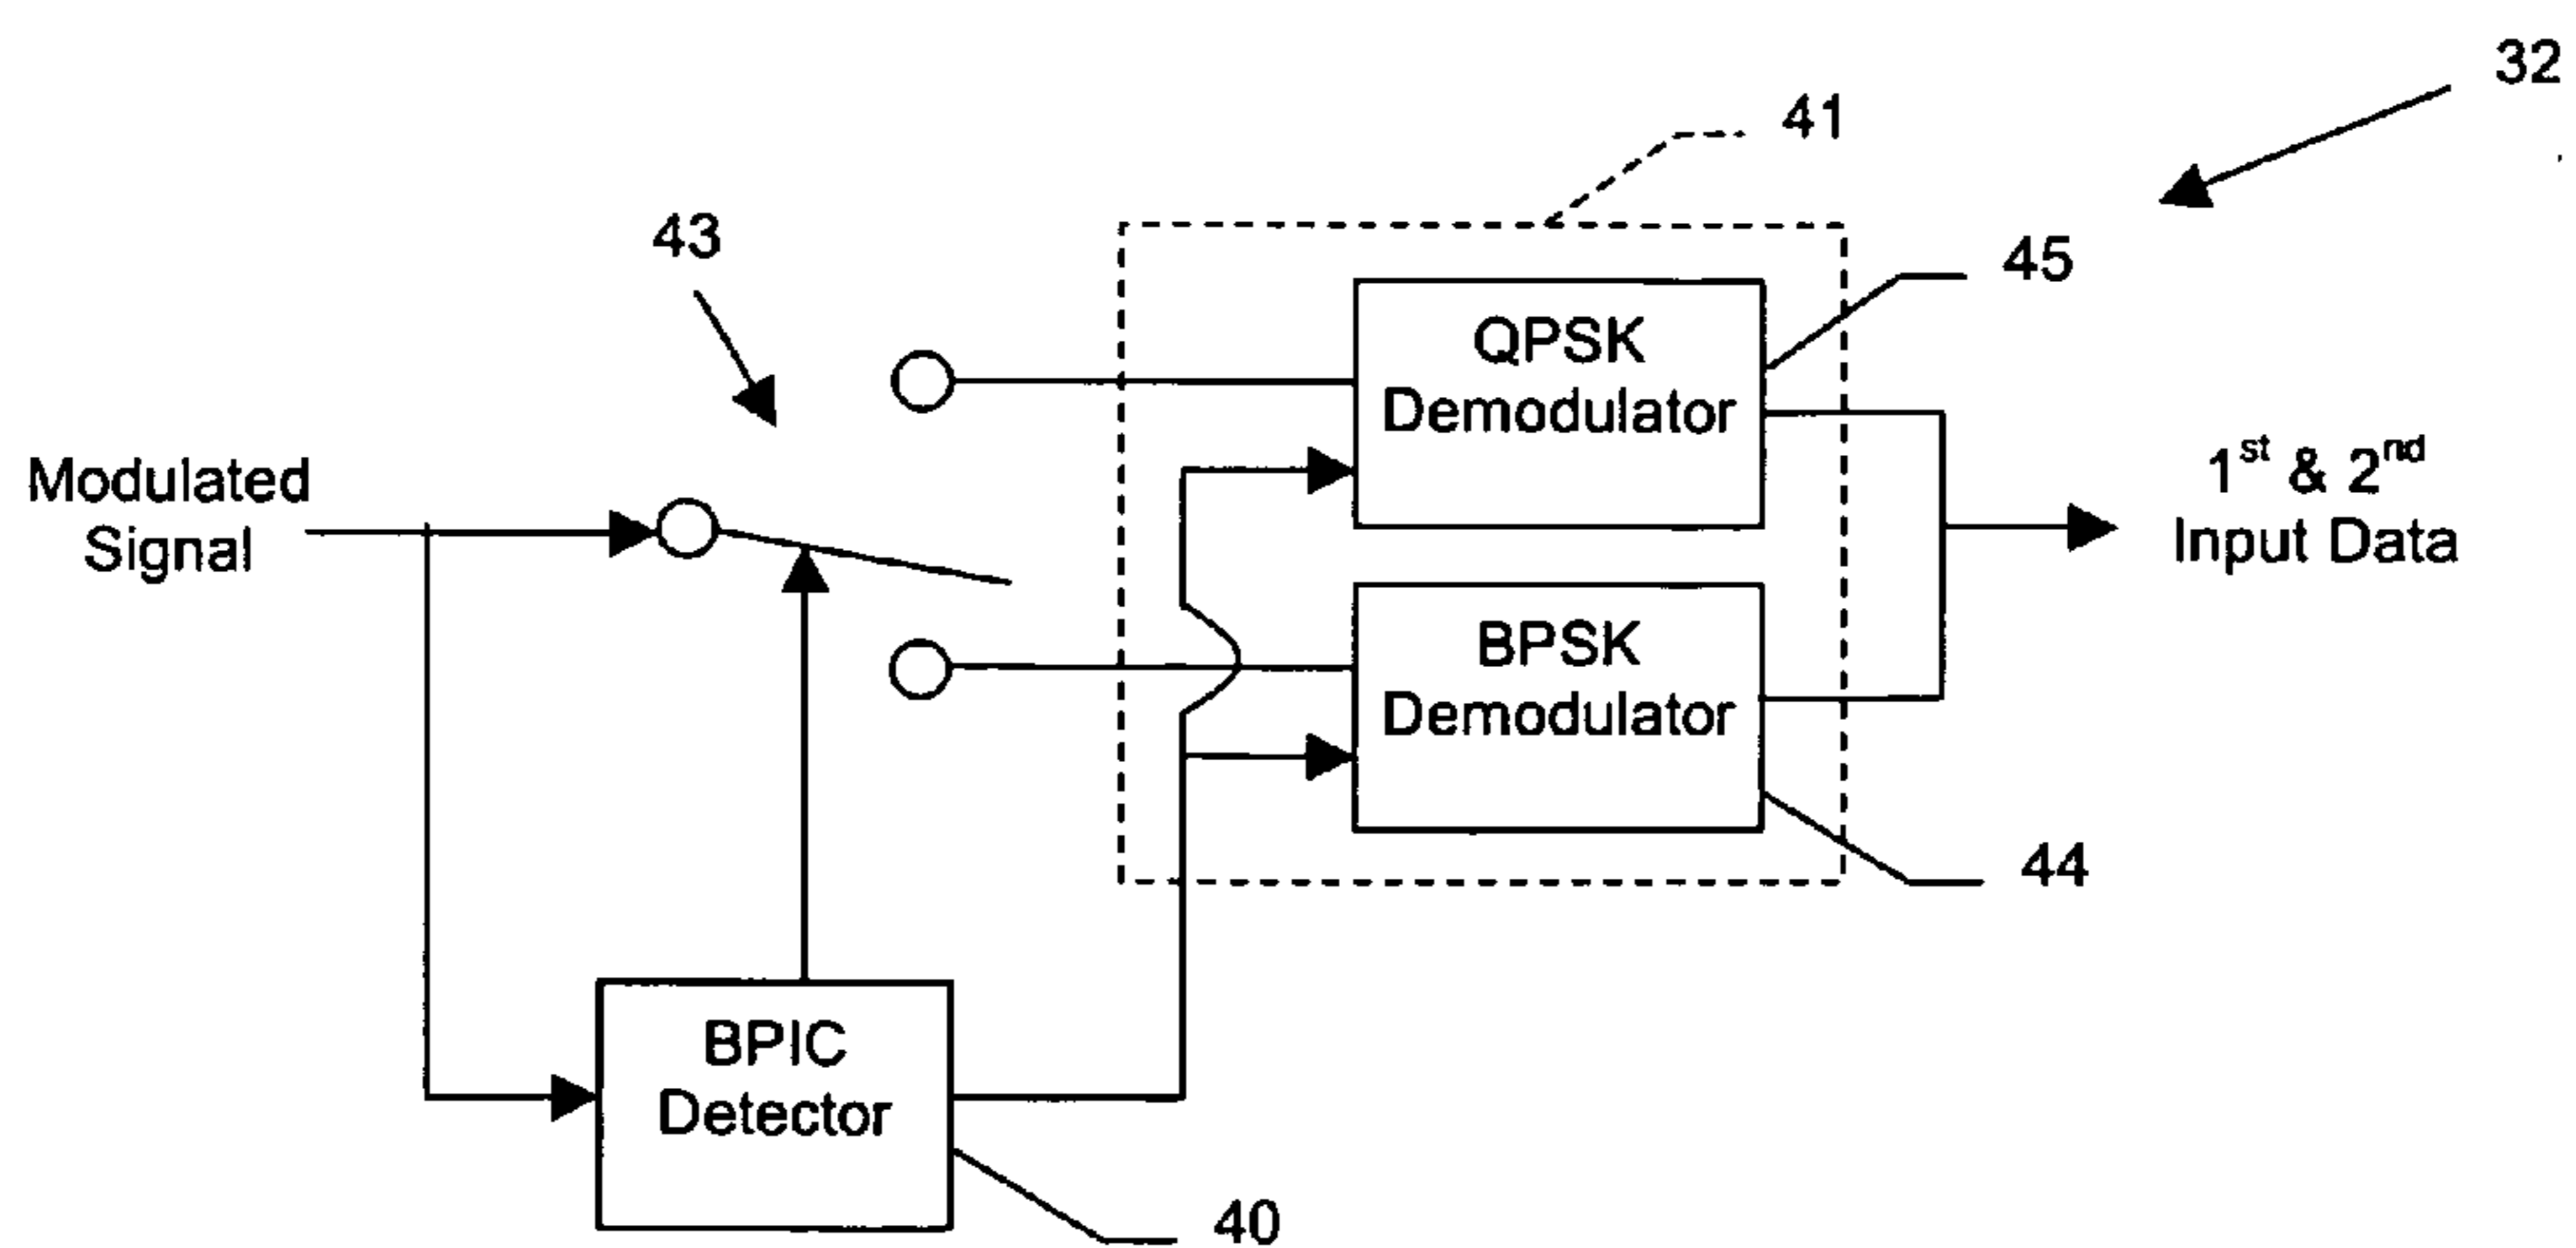 32
41
43
45
QPSK
Demodulator
Modulated
Signal
1st & 2nd
Input Data
BPSK
Demodulator
44
BPIC
Detector
40